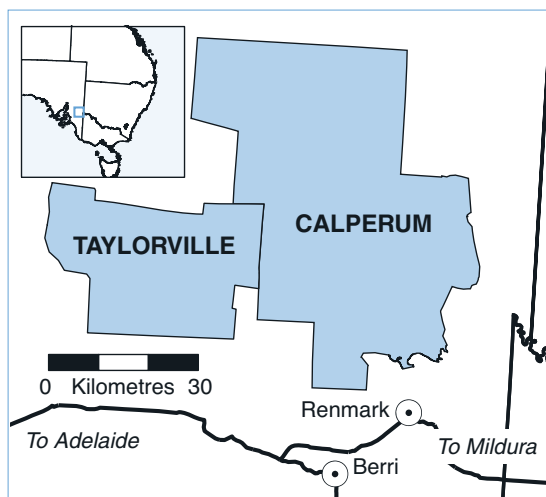 CALPERUM
TAYLORVILLE
0 Kilometres 30
Renmark
To Adelaide
To Mildura
Berri